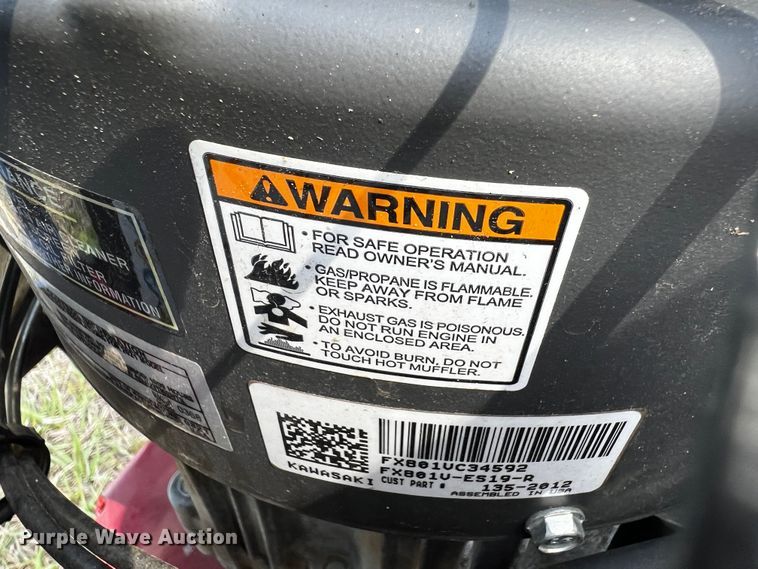 WARNING
• FOR SAFE OPERATION
READ OWNER'S MANUAL.
• GAS/PROPANE IS FLAMMABLE.
KEEP AWAY FROM FLAME
OR SPARKS.
• EXHAUST GAS IS POISONOUS.
DO NOT RUN ENGINE IN
AN ENCLOSED AREA.
• TO AVOID BURN, DO NOT
TOUCH HOT MUFFLER.
INFORMATION
KAWASAKI
FX801VC34592
FX801V-ES19-R
CUST PART # 135-2012
ASSEMBLED IN USA
Purple Wave Auction